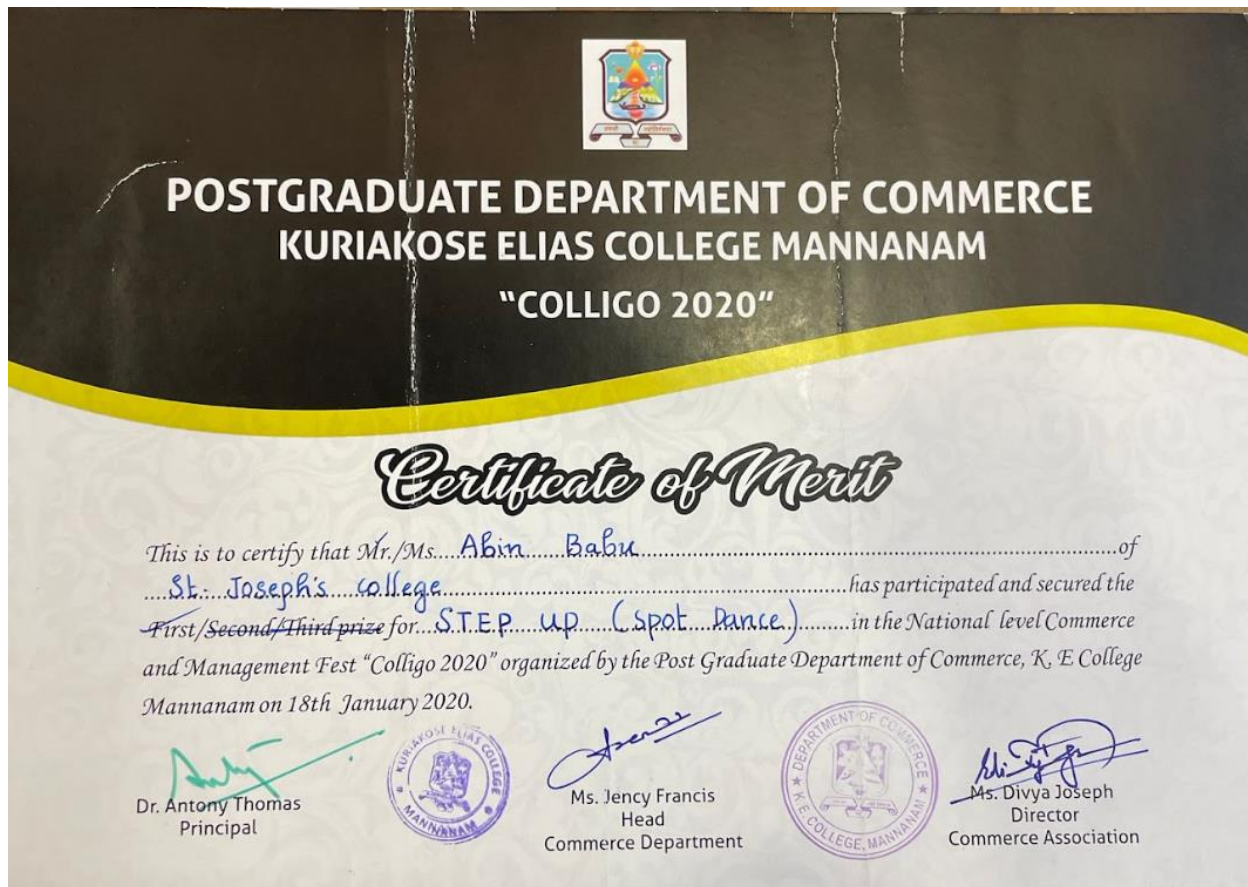 POSTGRADUATE DEPARTMENT OF COMMERCE
KURIAKOSE ELIAS COLLEGE MANNANAM
"COLLIGO 2020"
Certificate of Merit
This is to certify that Mr./Ms....Abin Babu...of
....St. Joseph's college...has participated and secured the
First/Second/Third prize for...STEP UP (Spot Dance)...in the National level Commerce
and Management Fest "Colligo 2020" organized by the Post Graduate Department of Commerce, K, E College
Mannanam on 18th January 2020.
Dr. Antony Thomas
Principal
KURIAKOSE ELIAS COLLEGE
MANNANAM
Ms. Jency Francis
Head
Commerce Department
DEPARTMENT OF COMMERCE
K.E. COLLEGE, MANNANAM
Ms. Divya Joseph
Director
Commerce Association